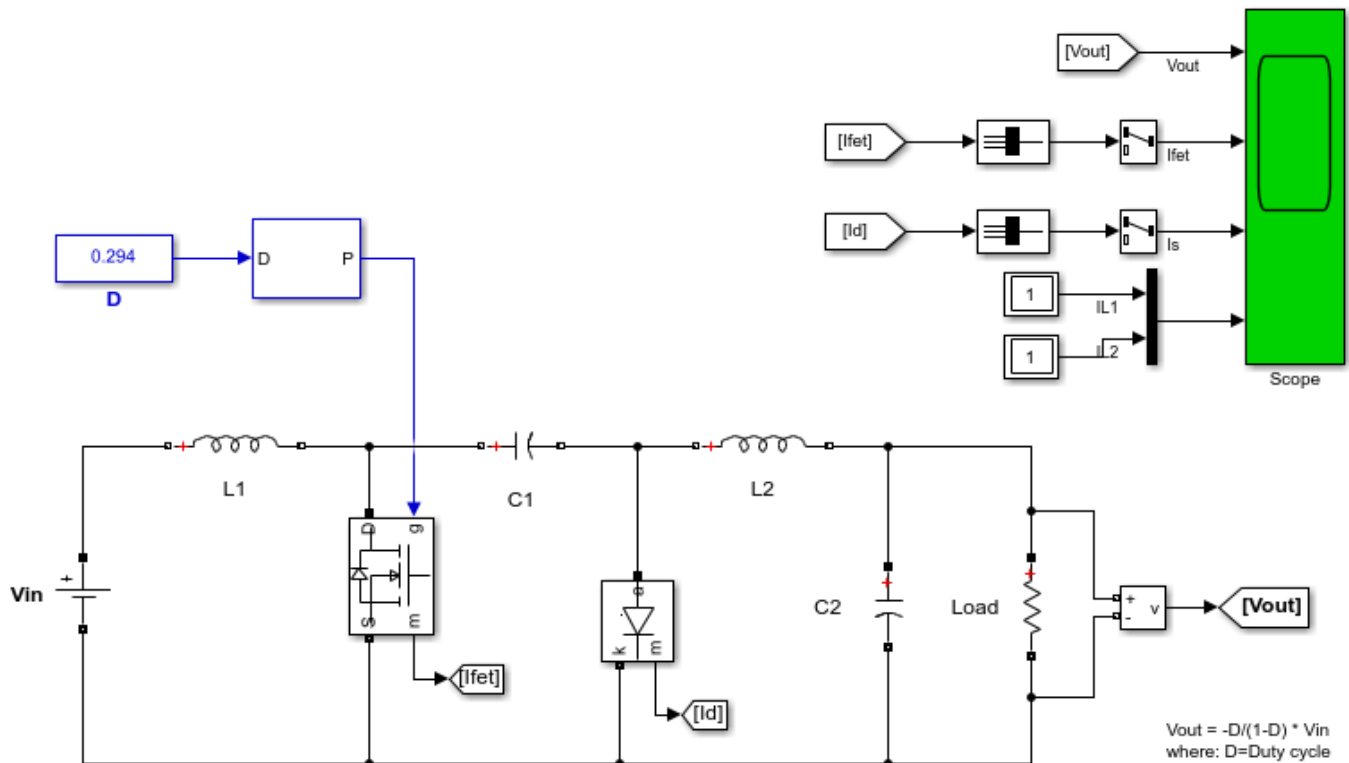 [Vout]
Vout
[Ifet]
Ifet
0.294
D
P
D
[Id]
Is
1
IL1
1
IL2
Scope
L1
C1
L2
D
g
S
m
Vin
+
a
k
m
C2
Load
+
-
v
[Vout]
[Ifet]
[Id]
Vout = -D/(1-D) * Vin
where: D=Duty cycle